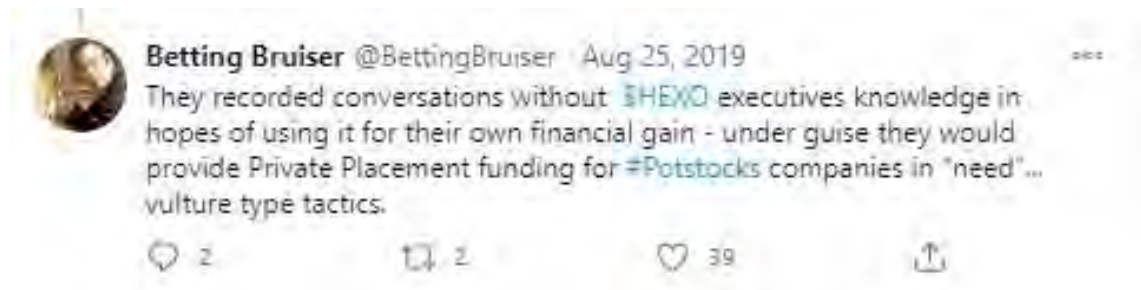 Betting Bruiser @BettingBruiser · Aug 25, 2019
They recorded conversations without $HEXO executives knowledge in
hopes of using it for their own financial gain - under guise they would
provide Private Placement funding for #Potstocks companies in "need"...
vulture type tactics.
2 2 39